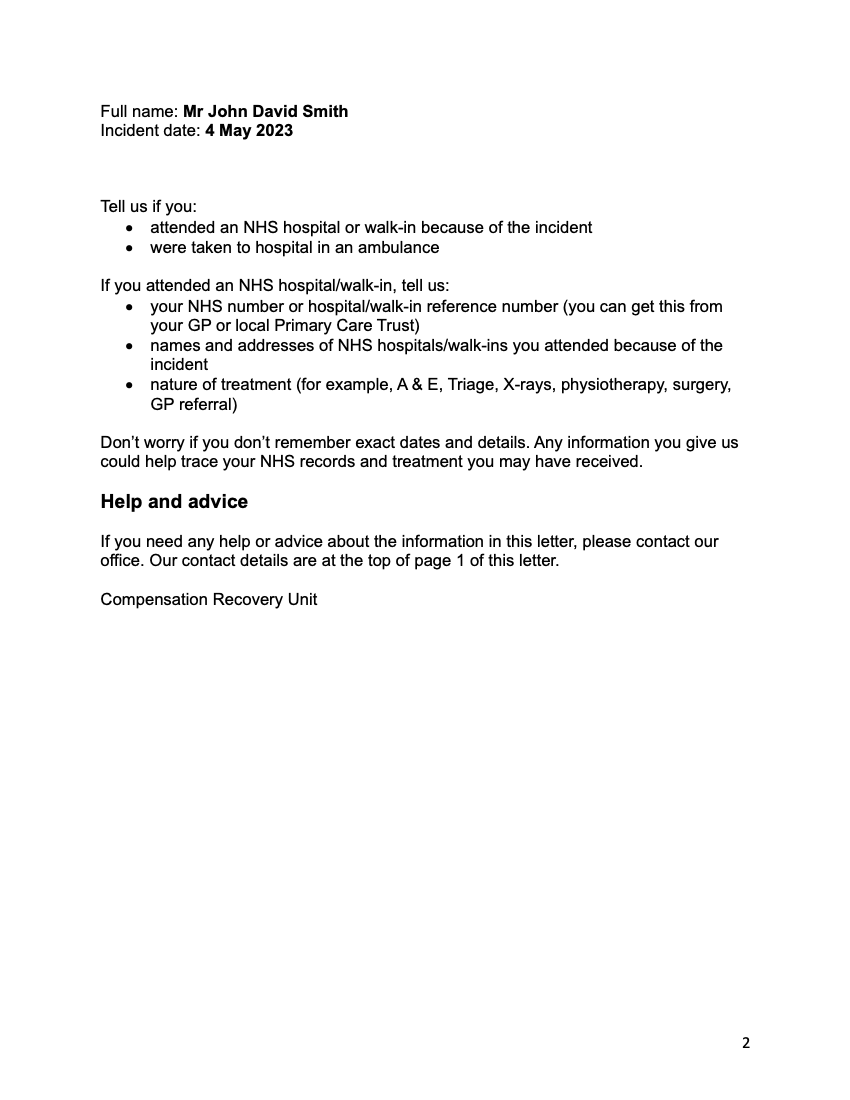 Full name: Mr John David Smith
Incident date: 4 May 2023
Tell us if you:
• attended an NHS hospital or walk-in because of the incident
• were taken to hospital in an ambulance
If you attended an NHS hospital/walk-in, tell us:
• your NHS number or hospital/walk-in reference number (you can get this from
your GP or local Primary Care Trust)
• names and addresses of NHS hospitals/walk-ins you attended because of the
incident
• nature of treatment (for example, A & E, Triage, X-rays, physiotherapy, surgery,
GP referral)
Don’t worry if you don’t remember exact dates and details. Any information you give us
could help trace your NHS records and treatment you may have received.
Help and advice
If you need any help or advice about the information in this letter, please contact our
office. Our contact details are at the top of page 1 of this letter.
Compensation Recovery Unit
2